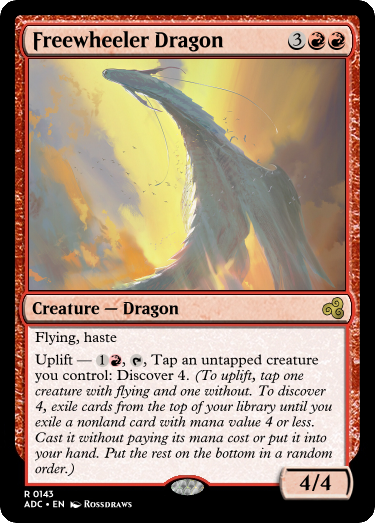 Freewheeler Dragon 3
Creature — Dragon
Flying, haste
Uplift — 1, , Tap an untapped creature
you control: Discover 4. (To uplift, tap one
creature with flying and one without. To discover
4, exile cards from the top of your library until you
exile a nonland card with mana value 4 or less.
Cast it without paying its mana cost or put it into
your hand. Put the rest on the bottom in a random
order.)
4/4
R 0143
ADC • EN Rossdraws